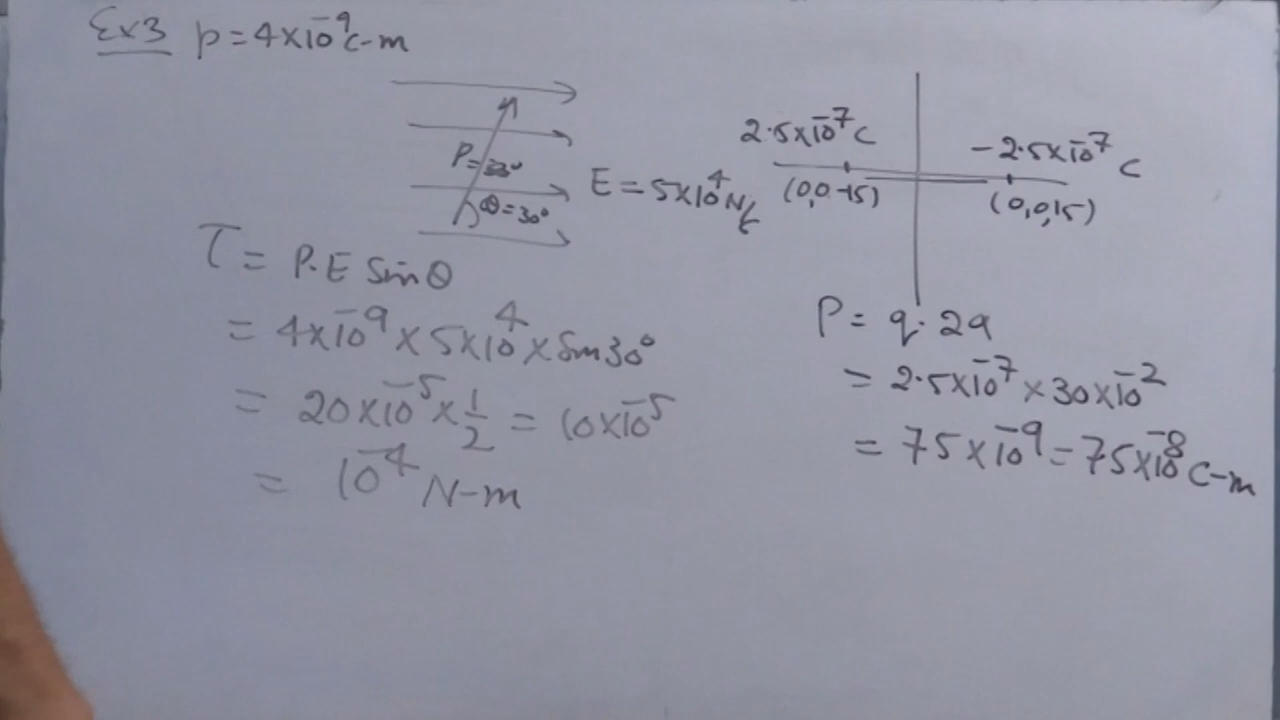 Ex3 p = 4×10⁻⁹ c-m
P=
θ=30°
E = 5×10⁴ N/c
τ = P.E Sinθ
= 4×10⁻⁹ × 5×10⁴ × Sin30°
= 20×10⁻⁵ × 1/2 = 10×10⁻⁵
= 10⁻⁴ N-m
2.5×10⁻⁷ C
-2.5×10⁻⁷ C
(0,0-15)
(0,0,15)
P = q.2a
= 2.5×10⁻⁷ × 30×10⁻²
= 75×10⁻⁹ = 75×10⁻⁸ C-m